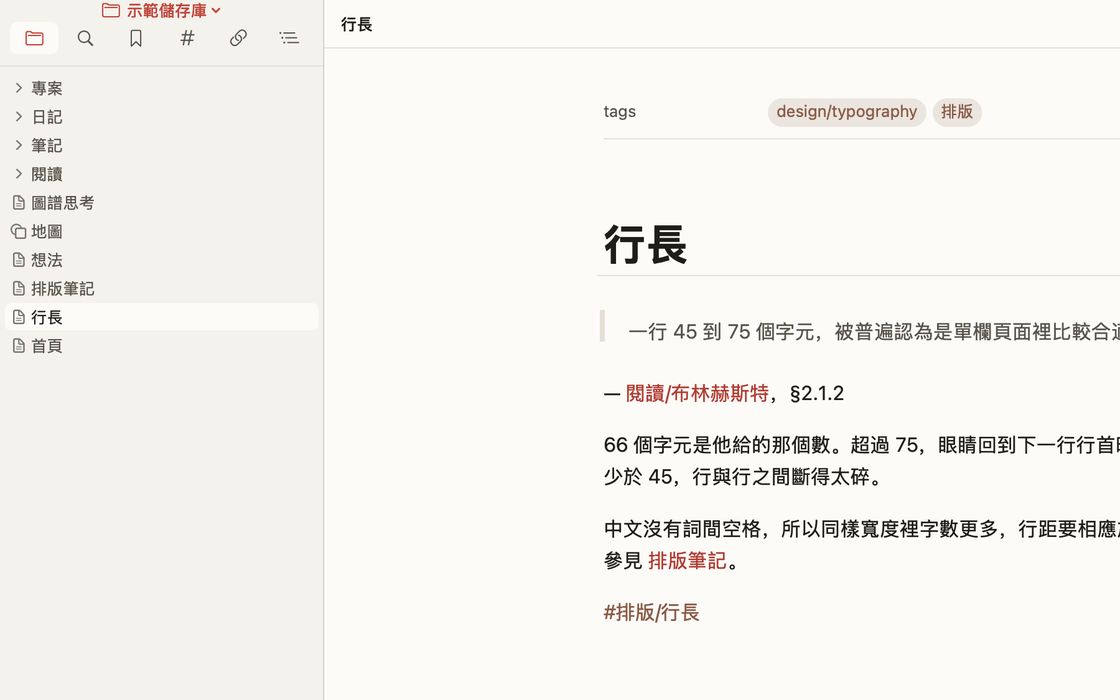 示範儲存庫
專案
日記
筆記
閱讀
圖譜思考
地圖
想法
排版筆記
行長
首頁
行長
tags design/typography 排版
行長
一行 45 到 75 個字元，被普遍認為是單欄頁面裡比較合
— 閱讀/布林赫斯特，§2.1.2
66 個字元是他給的那個數。超過 75，眼睛回到下一行行首
少於 45，行與行之間斷得太碎。
中文沒有詞間空格，所以同樣寬度裡字數更多，行距要相應
參見 排版筆記。
#排版/行長